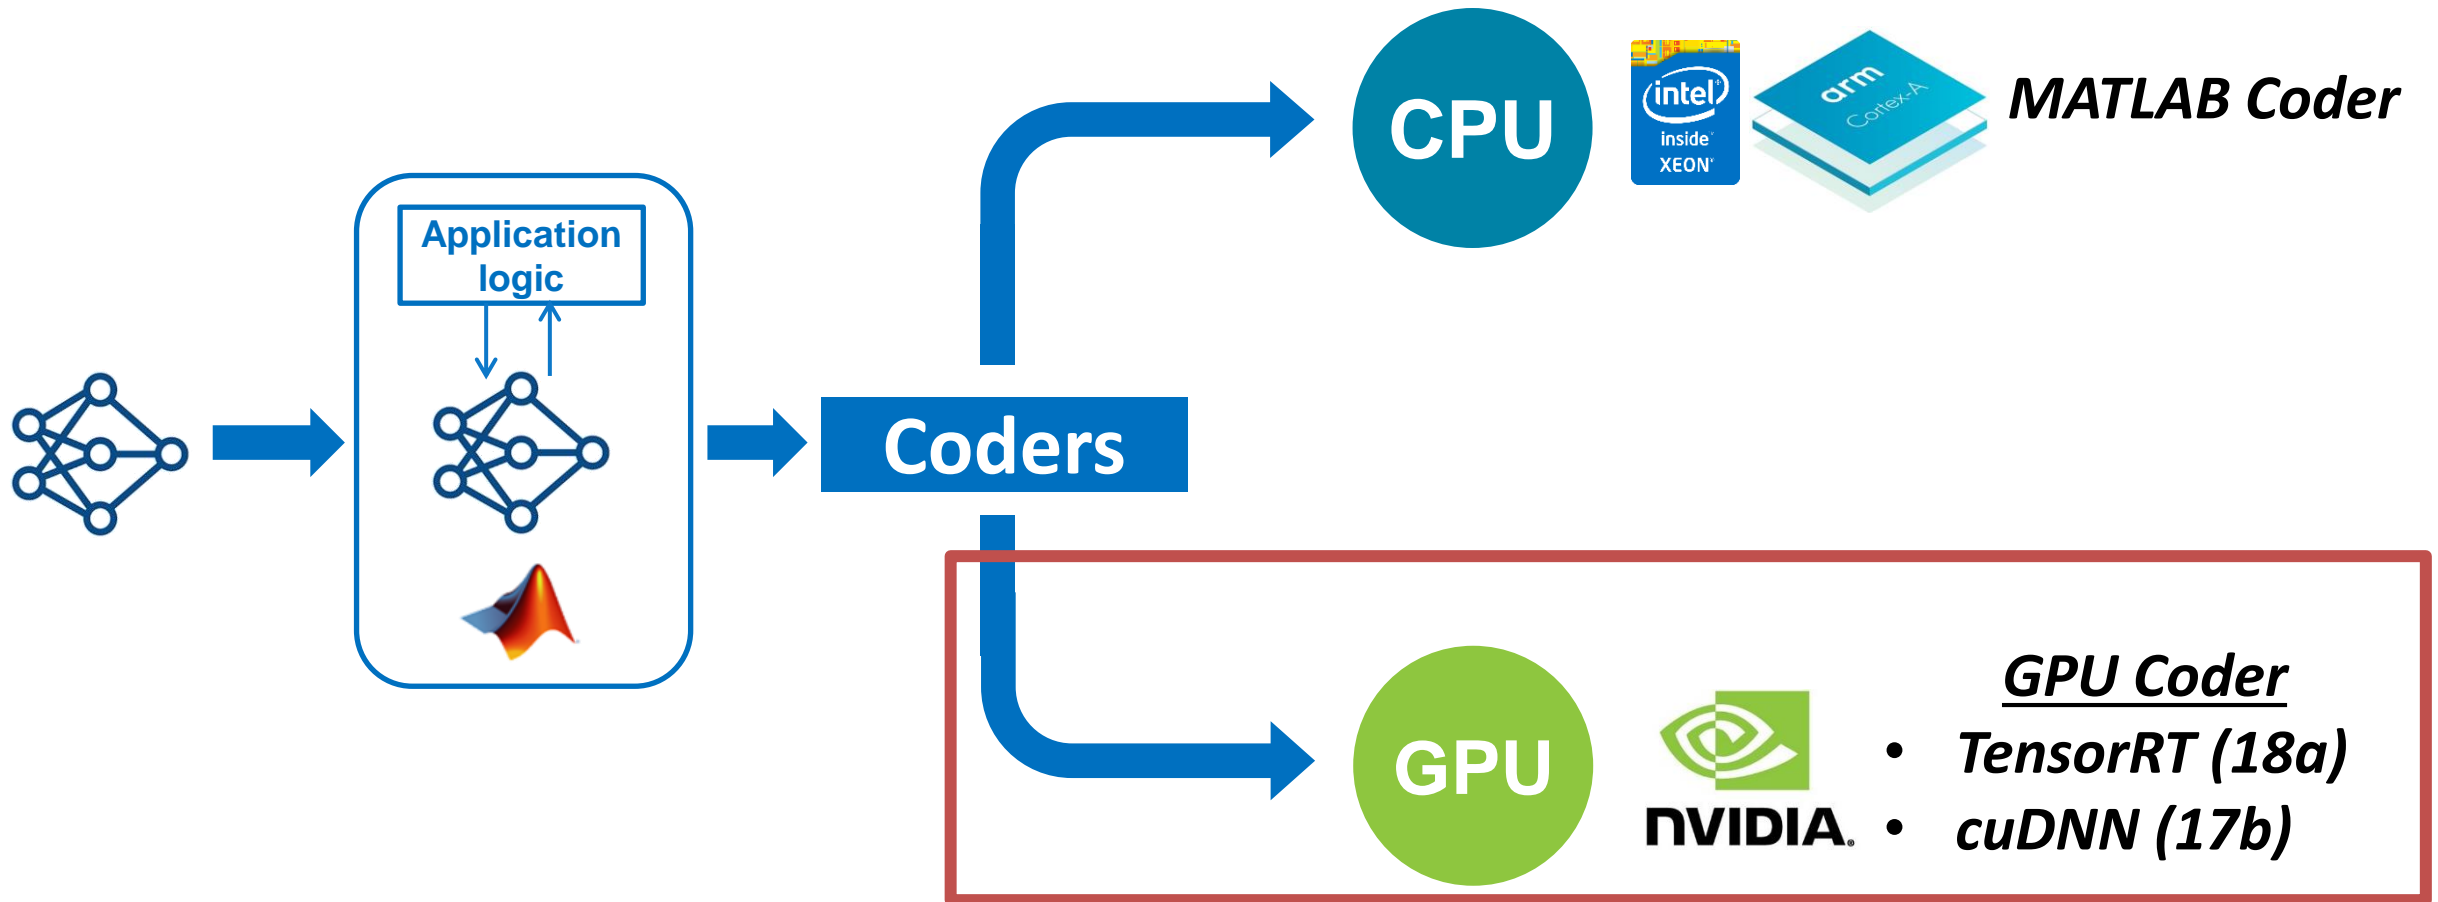 CPU
intel
inside
XEON
arm
Cortex-A
MATLAB Coder
Application
logic
Coders
GPU
NVIDIA.
GPU Coder
• TensorRT (18a)
• cuDNN (17b)